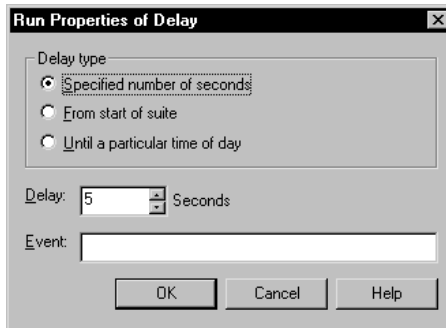 Run Properties of Delay
Delay type
Specified number of seconds
From start of suite
Until a particular time of day
Delay: 5 Seconds
Event:
OK Cancel Help